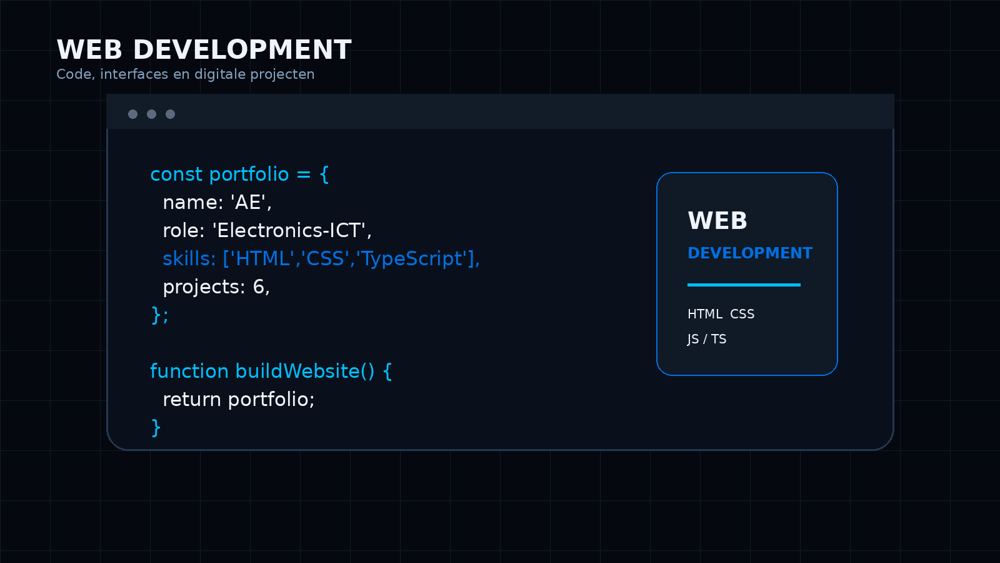 WEB DEVELOPMENT
Code, interfaces en digitale projecten
const portfolio = {
name: 'AE',
role: 'Electronics-ICT',
skills: ['HTML','CSS','TypeScript'],
projects: 6,
};
function buildWebsite() {
return portfolio;
}
WEB
DEVELOPMENT
HTML CSS
JS / TS